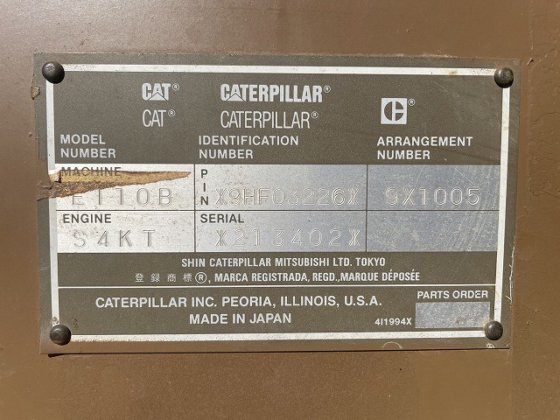 CAT® CATERPILLAR®
CAT® CATERPILLAR®
MODEL NUMBER IDENTIFICATION NUMBER ARRANGEMENT NUMBER
MACHINE PIN
E110B X9HF03226X 9X1005
ENGINE SERIAL
S4KT X213402X
SHIN CATERPILLAR MITSUBISHI LTD. TOKYO
登録商標®, MARCA REGISTRADA, REGD., MARQUE DÉPOSÉE
CATERPILLAR INC. PEORIA, ILLINOIS, U.S.A.
PARTS ORDER
MADE IN JAPAN
4I1994X